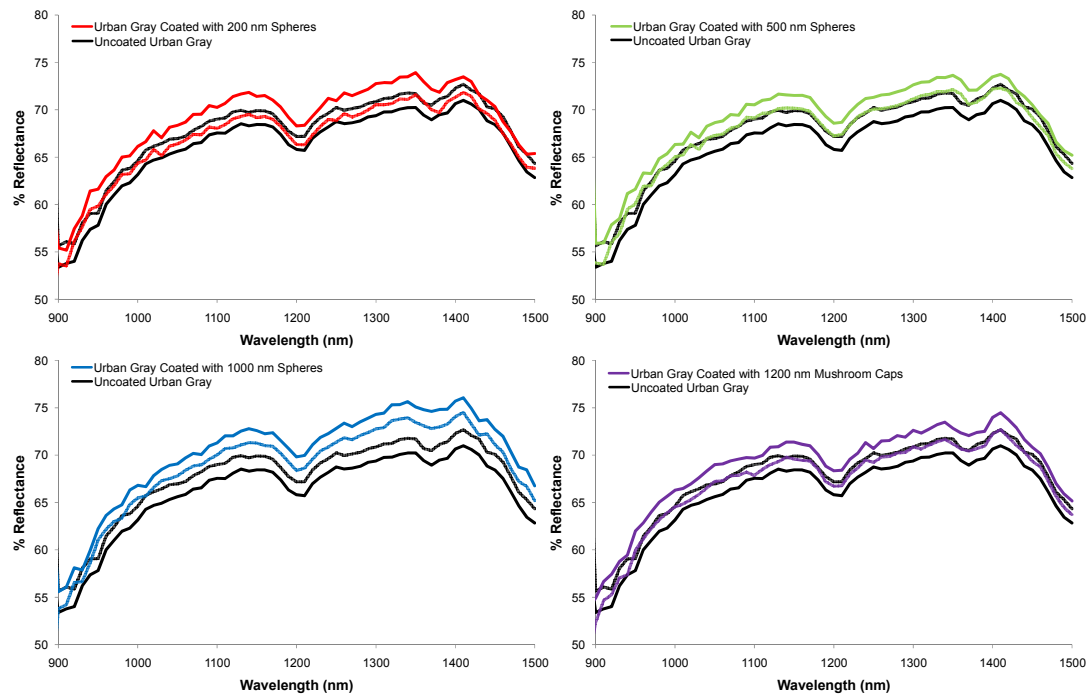 80
75
70
65
60
55
50
% Reflectance
Urban Gray Coated with 200 nm Spheres
Uncoated Urban Gray
900 1000 1100 1200 1300 1400 1500
Wavelength (nm)
80
75
70
65
60
55
50
% Reflectance
Urban Gray Coated with 500 nm Spheres
Uncoated Urban Gray
900 1000 1100 1200 1300 1400 1500
Wavelength (nm)
80
75
70
65
60
55
50
% Reflectance
Urban Gray Coated with 1000 nm Spheres
Uncoated Urban Gray
900 1000 1100 1200 1300 1400 1500
Wavelength (nm)
80
75
70
65
60
55
50
% Reflectance
Urban Gray Coated with 1200 nm Mushroom Caps
Uncoated Urban Gray
900 1000 1100 1200 1300 1400 1500
Wavelength (nm)